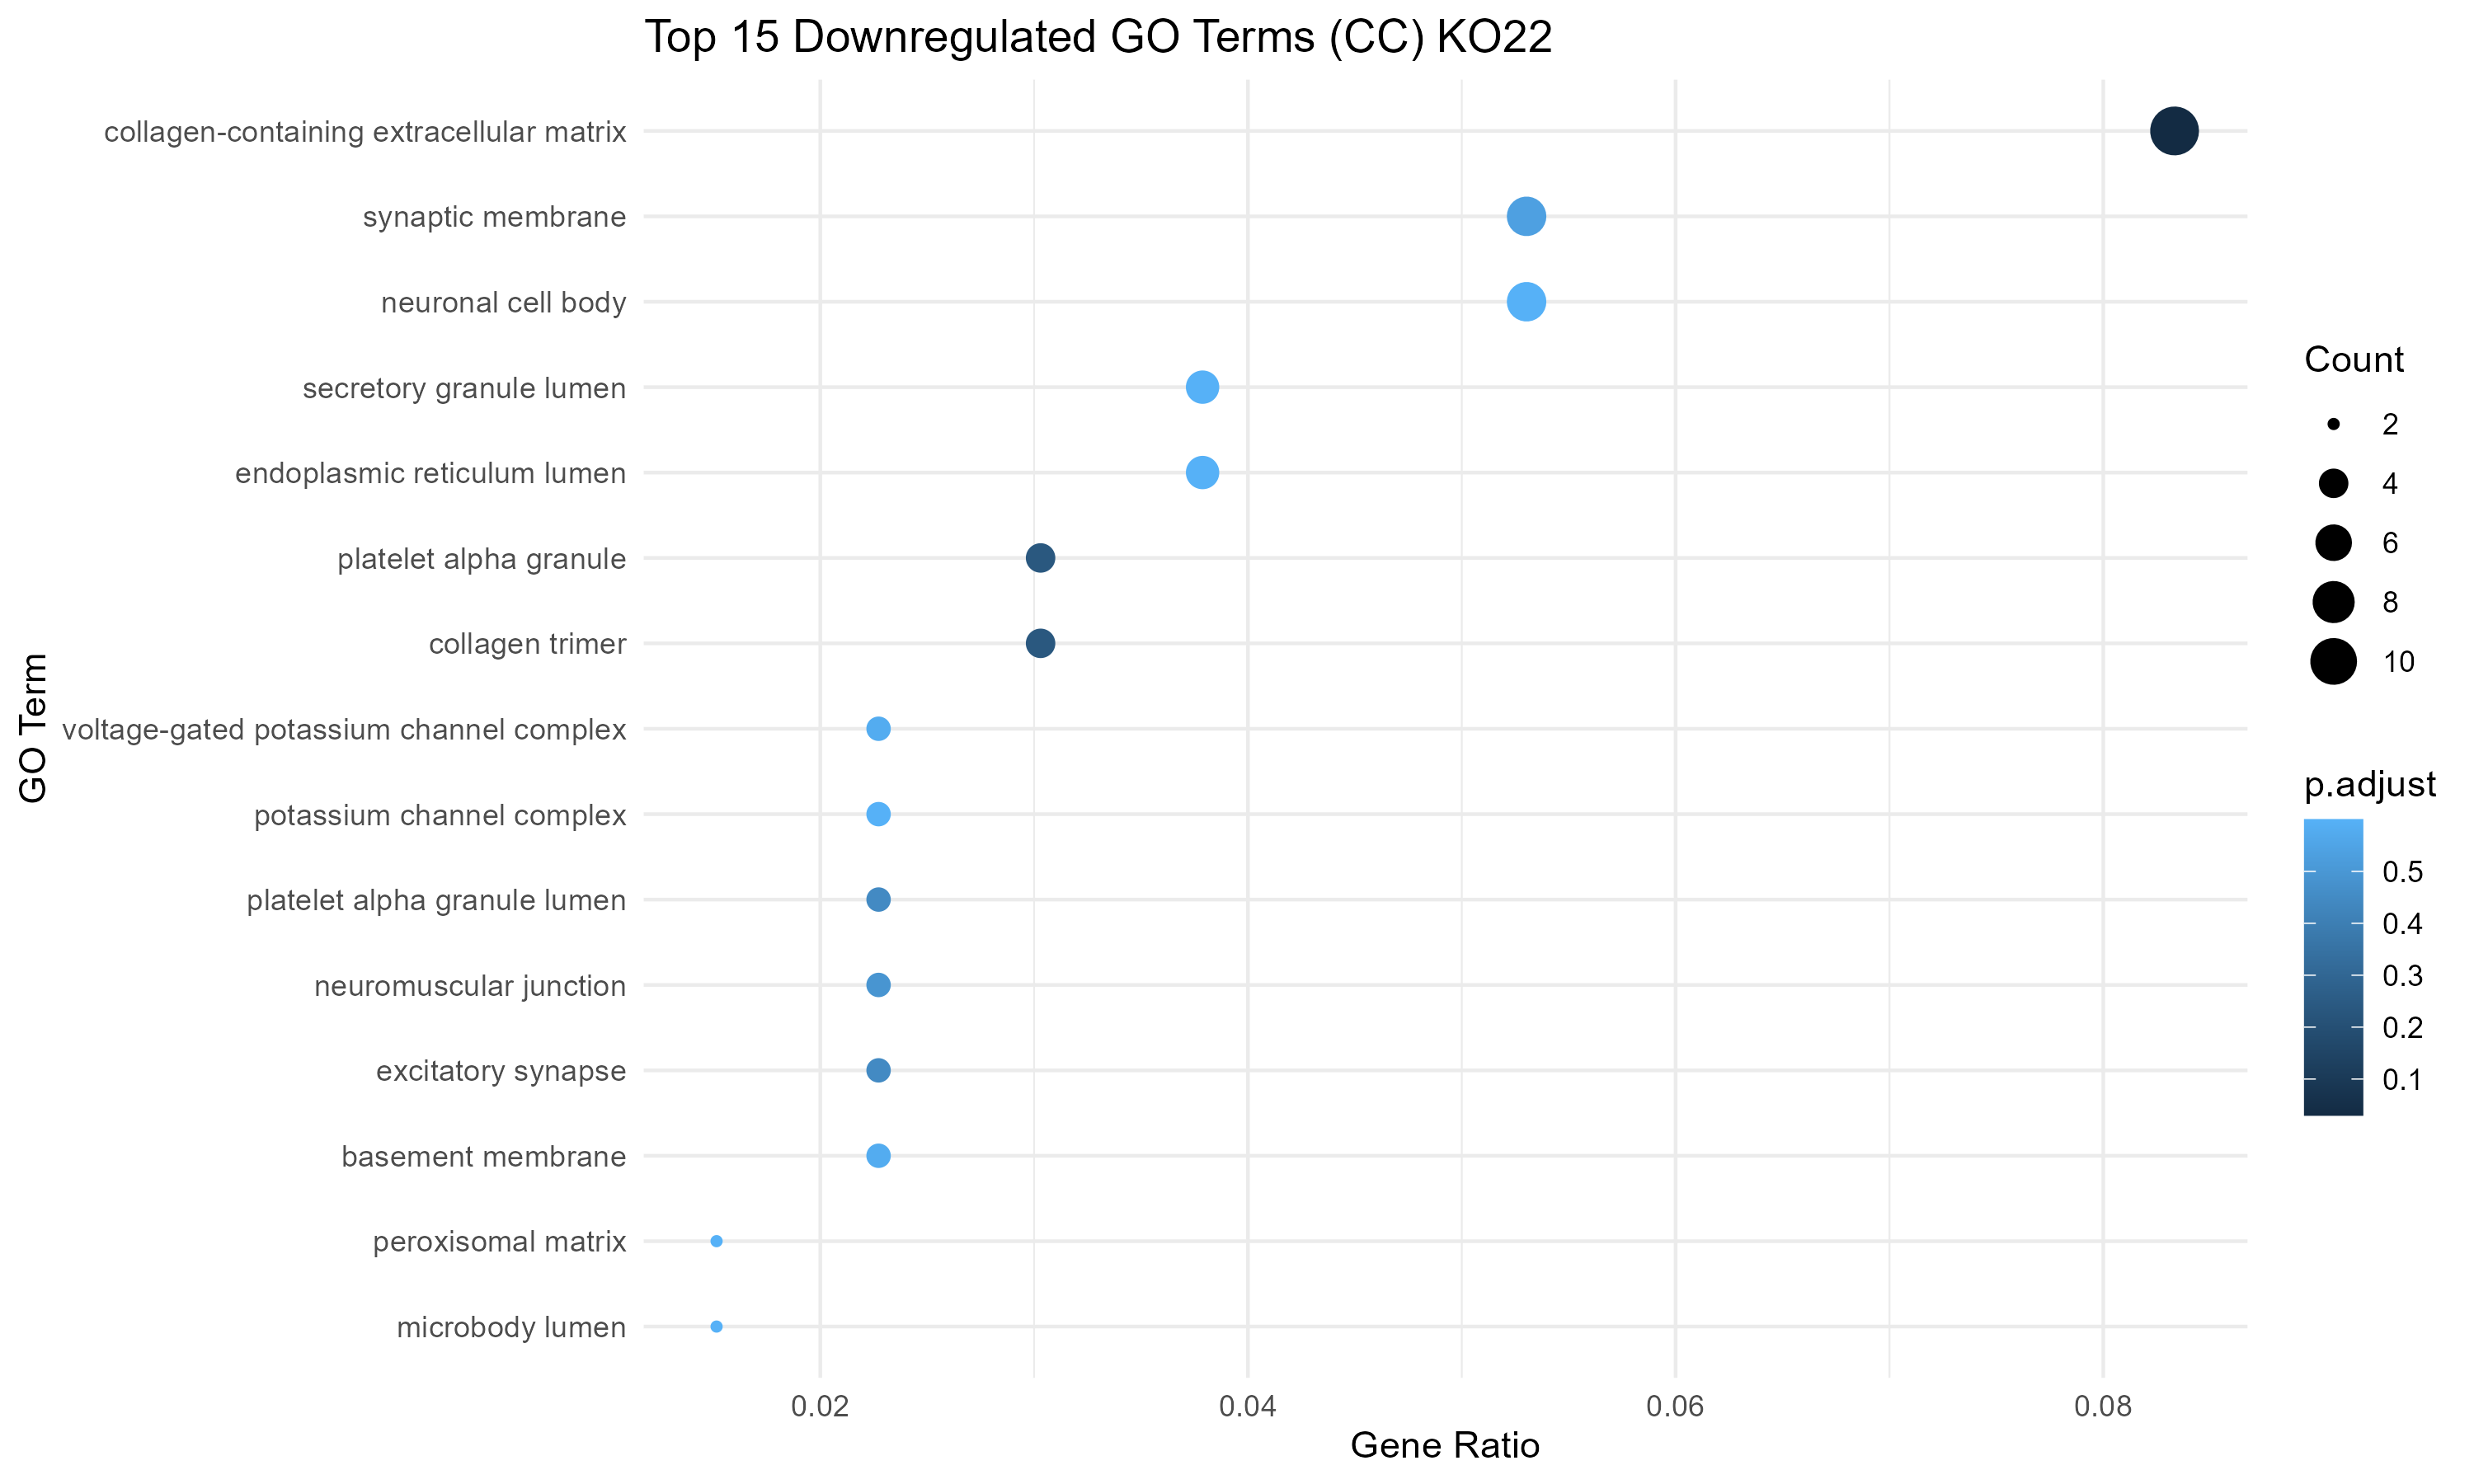 Top 15 Downregulated GO Terms (CC) KO22
GO Term
collagen-containing extracellular matrix
synaptic membrane
neuronal cell body
secretory granule lumen
endoplasmic reticulum lumen
platelet alpha granule
collagen trimer
voltage-gated potassium channel complex
potassium channel complex
platelet alpha granule lumen
neuromuscular junction
excitatory synapse
basement membrane
peroxisomal matrix
microbody lumen
0.02
0.04
0.06
0.08
Gene Ratio
Count
2
4
6
8
10
p.adjust
0.5
0.4
0.3
0.2
0.1